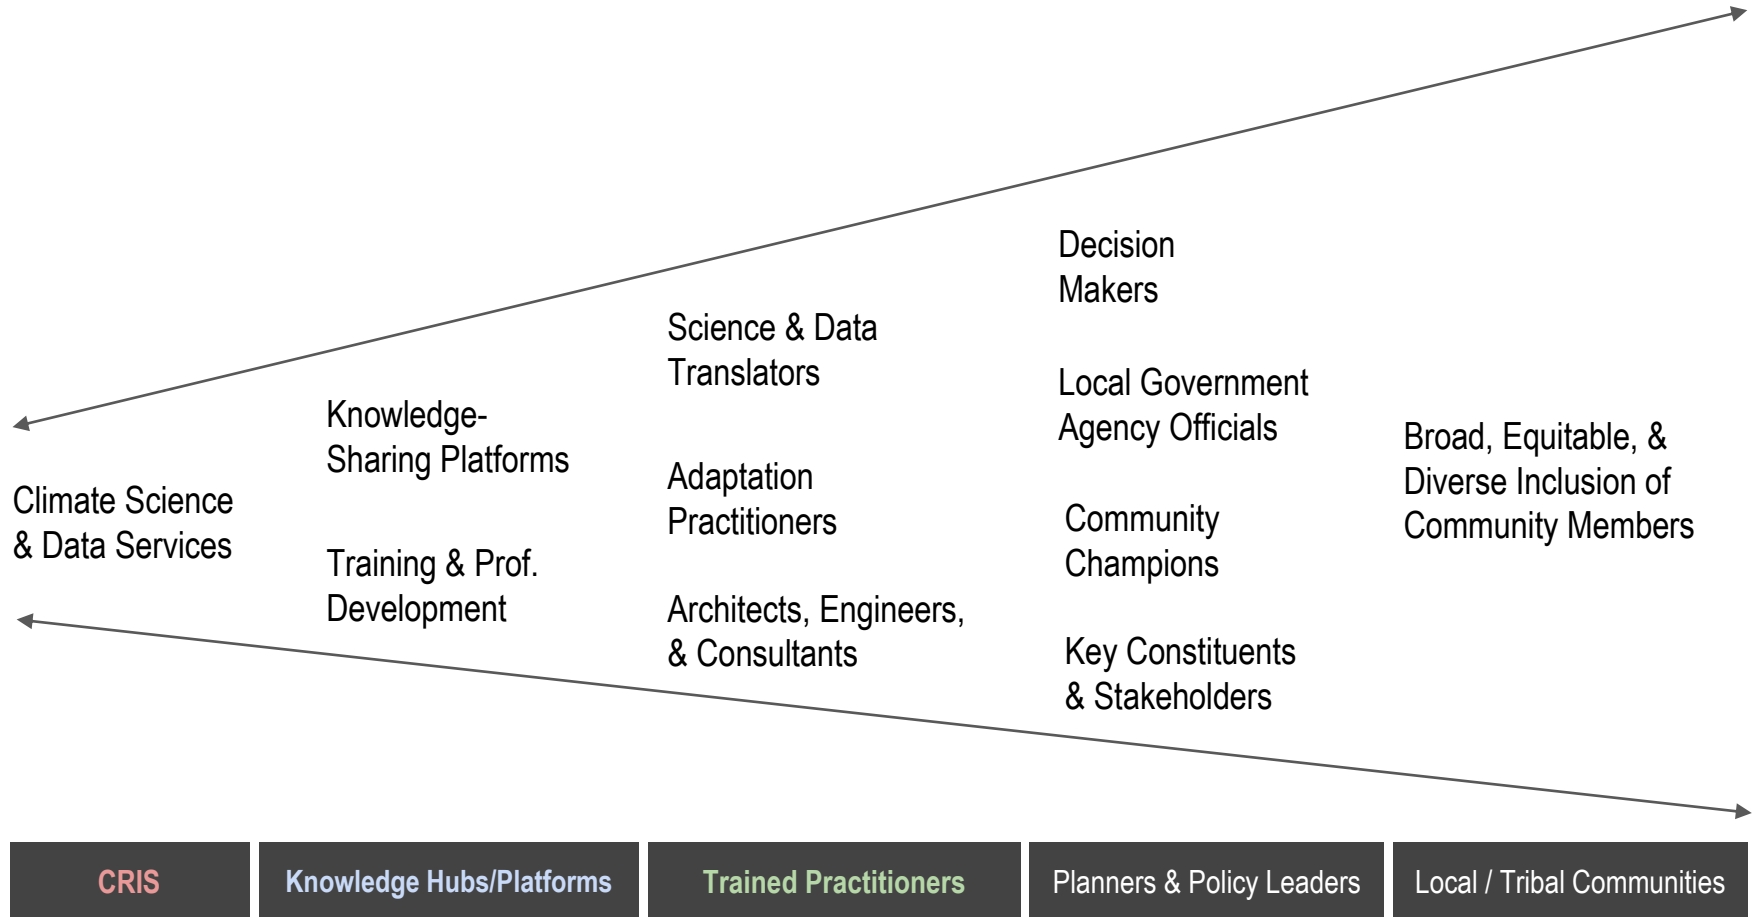 Climate Science
& Data Services
Knowledge-
Sharing Platforms
Training & Prof.
Development
Science & Data
Translators
Adaptation
Practitioners
Architects, Engineers,
& Consultants
Decision
Makers
Local Government
Agency Officials
Community
Champions
Key Constituents
& Stakeholders
Broad, Equitable, &
Diverse Inclusion of
Community Members
CRIS
Knowledge Hubs/Platforms
Trained Practitioners
Planners & Policy Leaders
Local / Tribal Communities